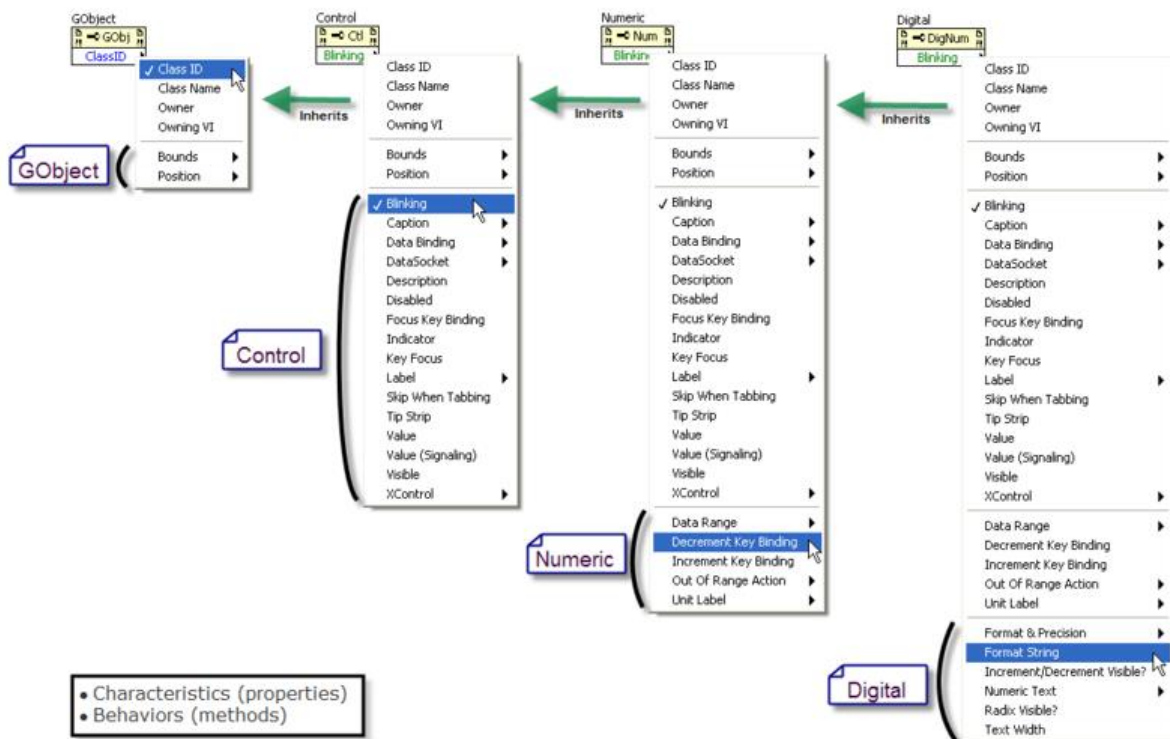 GObject
GObj
ClassID
✓ Class ID
Class Name
Owner
Owning VI
Bounds
Position
GObject
Inherits
Control
Ctl
Blinking
Class ID
Class Name
Owner
Owning VI
Bounds
Position
✓ Blinking
Caption
Data Binding
DataSocket
Description
Disabled
Focus Key Binding
Indicator
Key Focus
Label
Skip When Tabbing
Tip Strip
Value
Value (Signaling)
Visible
XControl
Control
Inherits
Numeric
Num
Blinking
Class ID
Class Name
Owner
Owning VI
Bounds
Position
✓ Blinking
Caption
Data Binding
DataSocket
Description
Disabled
Focus Key Binding
Indicator
Key Focus
Label
Skip When Tabbing
Tip Strip
Value
Value (Signaling)
Visible
XControl
Data Range
Decrement Key Binding
Increment Key Binding
Out Of Range Action
Unit Label
Numeric
Inherits
Digital
DigNum
Blinking
Class ID
Class Name
Owner
Owning VI
Bounds
Position
✓ Blinking
Caption
Data Binding
DataSocket
Description
Disabled
Focus Key Binding
Indicator
Key Focus
Label
Skip When Tabbing
Tip Strip
Value
Value (Signaling)
Visible
XControl
Data Range
Decrement Key Binding
Increment Key Binding
Out Of Range Action
Unit Label
Format & Precision
Format String
Increment/Decrement Visible?
Numeric Text
Radix Visible?
Text Width
Digital
• Characteristics (properties)
• Behaviors (methods)